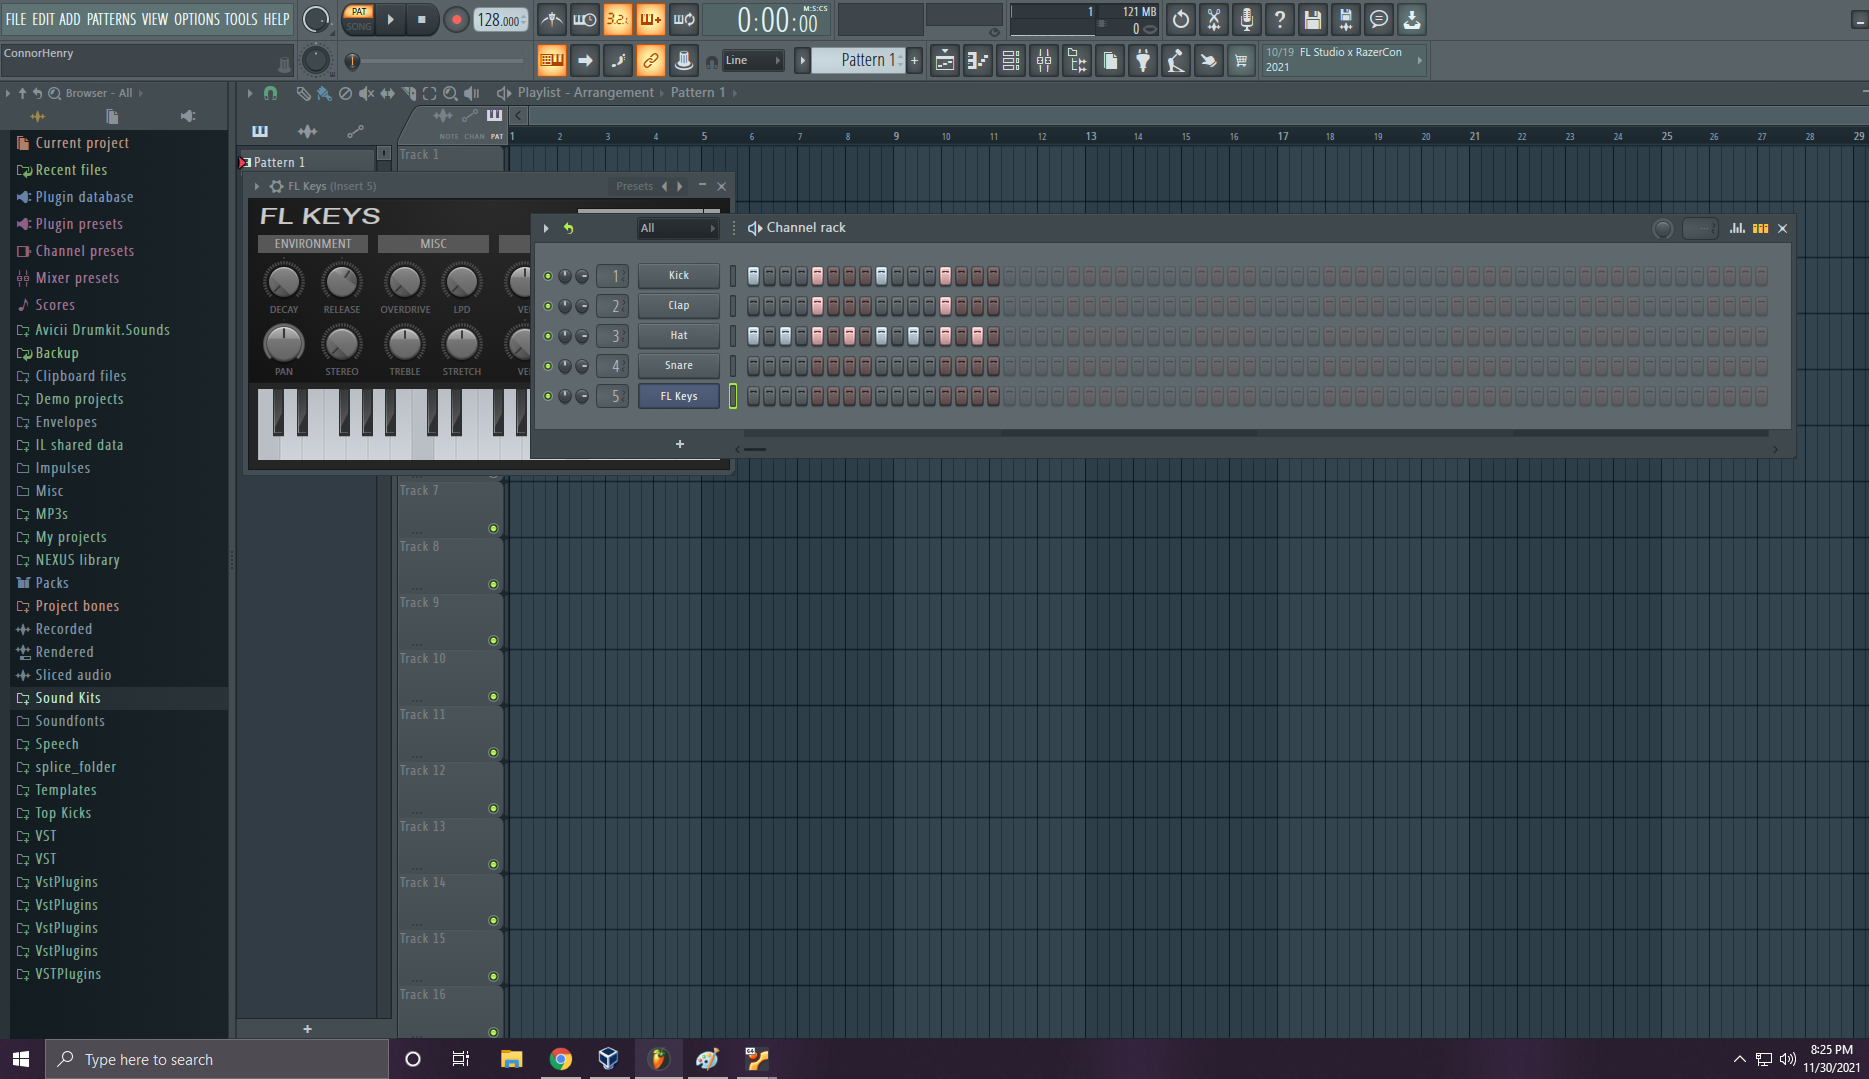 FILE EDIT ADD PATTERNS VIEW OPTIONS TOOLS HELP
PAT
SONG
128.000
3.2.
0:00:00
M:S:CS
1
121 MB
0
ConnorHenry
Line
Pattern 1
+
10/19 FL Studio x RazerCon
2021
Browser - All
Playlist - Arrangement
Pattern 1
NOTE CHAN PAT
1 2 3 4 5 6 7 8 9 10 11 12 13 14 15 16 17 18 19 20 21 22 23 24 25 26 27 28 29
Current project
Recent files
Plugin database
Plugin presets
Channel presets
Mixer presets
Scores
Avicii Drumkit.Sounds
Backup
Clipboard files
Demo projects
Envelopes
IL shared data
Impulses
Misc
MP3s
My projects
NEXUS library
Packs
Project bones
Recorded
Rendered
Sliced audio
Sound Kits
Soundfonts
Speech
splice_folder
Templates
Top Kicks
VST
VST
VstPlugins
VstPlugins
VstPlugins
VstPlugins
VSTPlugins
Pattern 1
Track 1
FL Keys (Insert 5)
Presets
FL KEYS
ENVIRONMENT
MISC
DECAY
RELEASE
OVERDRIVE
LPD
VE
PAN
STEREO
TREBLE
STRETCH
VE
All
Channel rack
1 Kick
2 Clap
3 Hat
4 Snare
5 FL Keys
+
Track 7
Track 8
Track 9
Track 10
Track 11
Track 12
Track 13
Track 14
Track 15
Track 16
+
Type here to search
8:25 PM
11/30/2021